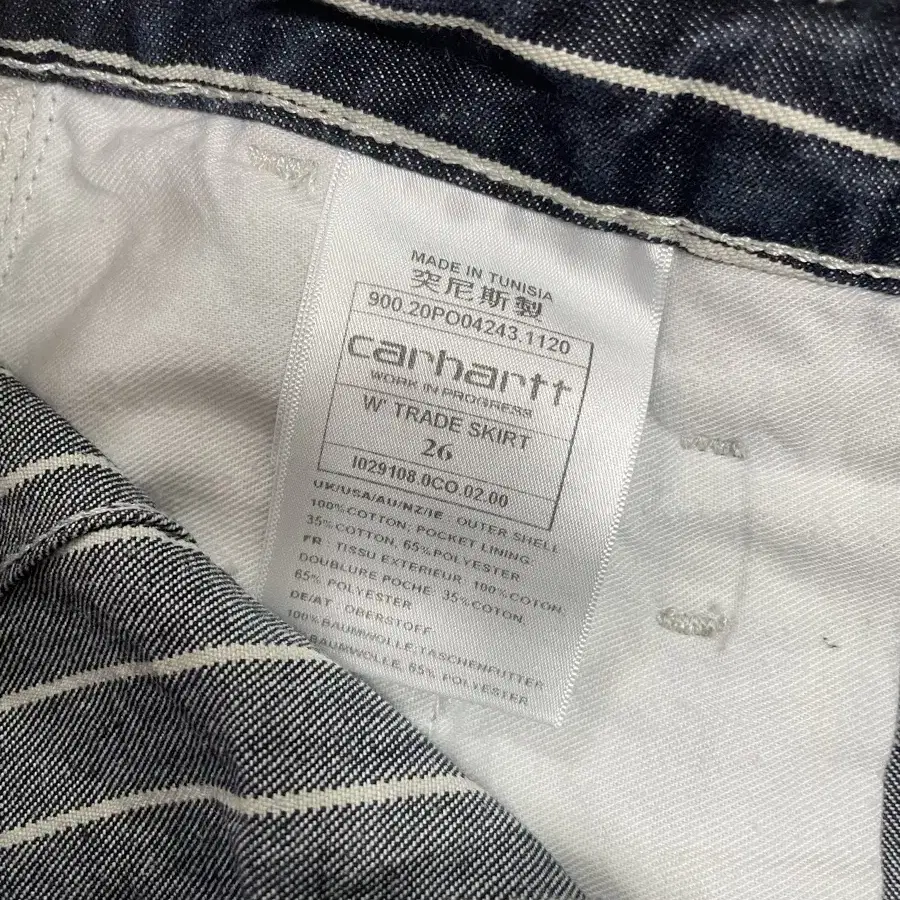 MADE IN TUNISIA
突尼斯製
900.20PO04243.1120
carhartt
WORK IN PROGRESS
W' TRADE SKIRT
26
I029108.0CO.02.00
UK/USA/AU/NZ/IE OUTER SHELL
100%COTTON; POCKET LINING
35%COTTON, 65%POLYESTER
FR TISSU EXTERIEUR 100%COTON,
DOUBLURE POCHE 35%COTON,
65% POLYESTER
DE/AT OBERSTOFF
100%BAUMWOLLE,TASCHENFUTTER
BAUMWOLLE, 65% POLYESTER